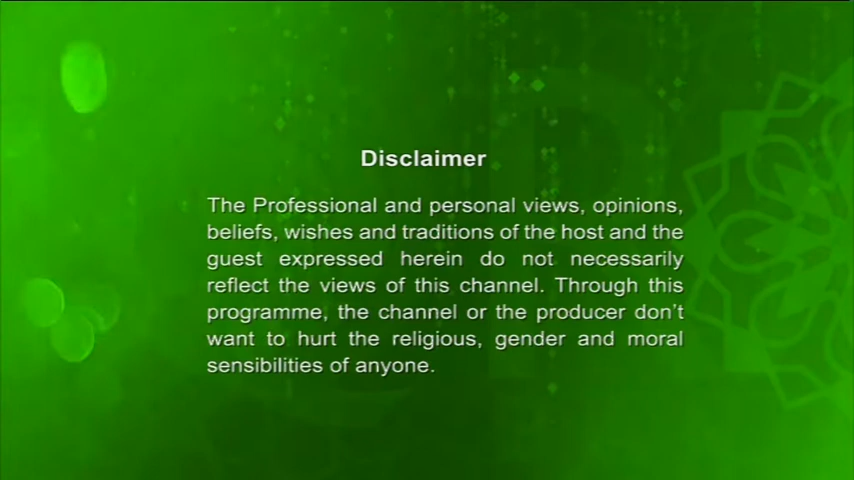 Disclaimer
The Professional and personal views, opinions,
beliefs, wishes and traditions of the host and the
guest expressed herein do not necessarily
reflect the views of this channel. Through this
programme, the channel or the producer don't
want to hurt the religious, gender and moral
sensibilities of anyone.